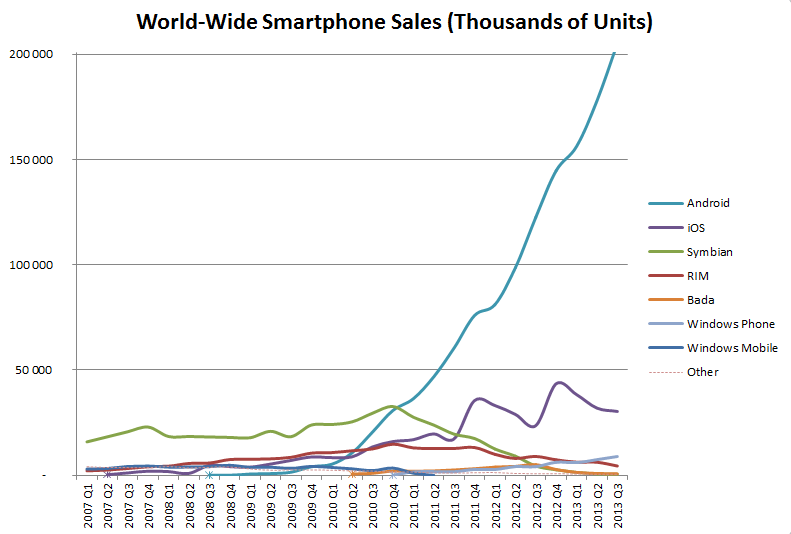 World-Wide Smartphone Sales (Thousands of Units)
200 000
150 000
100 000
50 000
-
Android
iOS
Symbian
RIM
Bada
Windows Phone
Windows Mobile
Other
2007 Q1
2007 Q2
2007 Q3
2007 Q4
2008 Q1
2008 Q2
2008 Q3
2008 Q4
2009 Q1
2009 Q2
2009 Q3
2009 Q4
2010 Q1
2010 Q2
2010 Q3
2010 Q4
2011 Q1
2011 Q2
2011 Q3
2011 Q4
2012 Q1
2012 Q2
2012 Q3
2012 Q4
2013 Q1
2013 Q2
2013 Q3